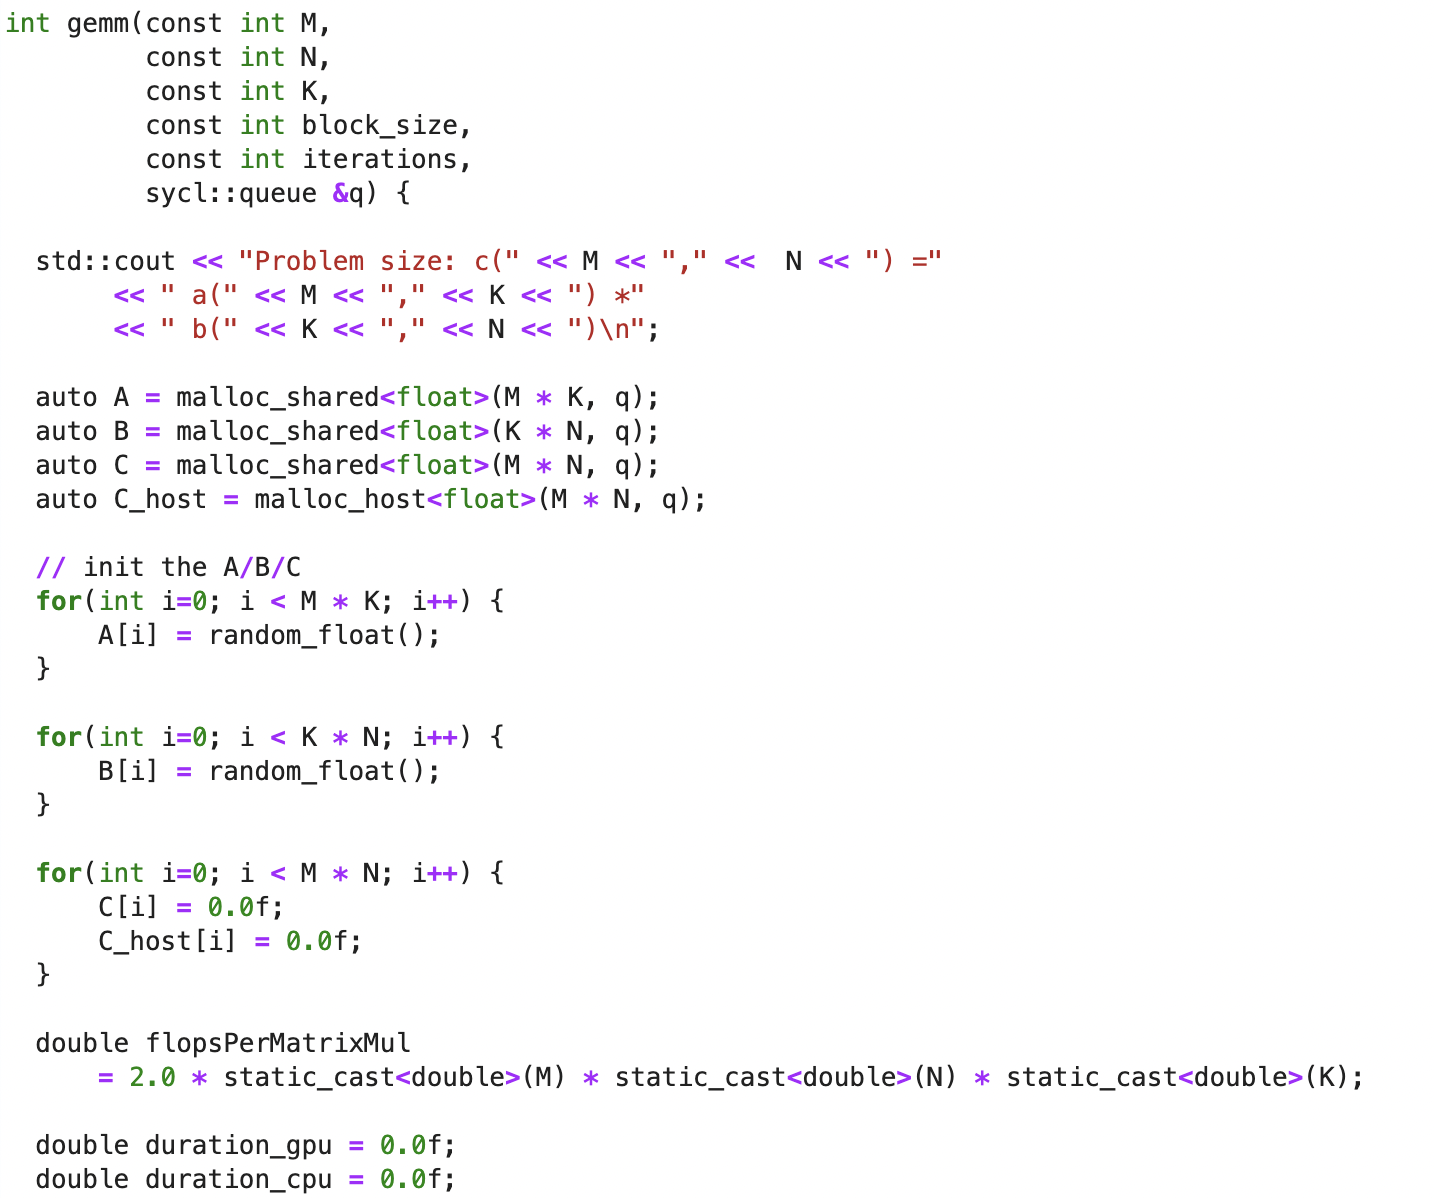 int gemm(const int M,
         const int N,
         const int K,
         const int block_size,
         const int iterations,
         sycl::queue &q) {
  std::cout << "Problem size: c(" << M << "," <<  N << ") ="
       << " a(" << M << "," << K << ") *"
       << " b(" << K << "," << N << ")\n";
  auto A = malloc_shared<float>(M * K, q);
  auto B = malloc_shared<float>(K * N, q);
  auto C = malloc_shared<float>(M * N, q);
  auto C_host = malloc_host<float>(M * N, q);
  // init the A/B/C
  for(int i=0; i < M * K; i++) {
      A[i] = random_float();
  }
  for(int i=0; i < K * N; i++) {
      B[i] = random_float();
  }
  for(int i=0; i < M * N; i++) {
      C[i] = 0.0f;
      C_host[i] = 0.0f;
  }
  double flopsPerMatrixMul
      = 2.0 * static_cast<double>(M) * static_cast<double>(N) * static_cast<double>(K);
  double duration_gpu = 0.0f;
  double duration_cpu = 0.0f;